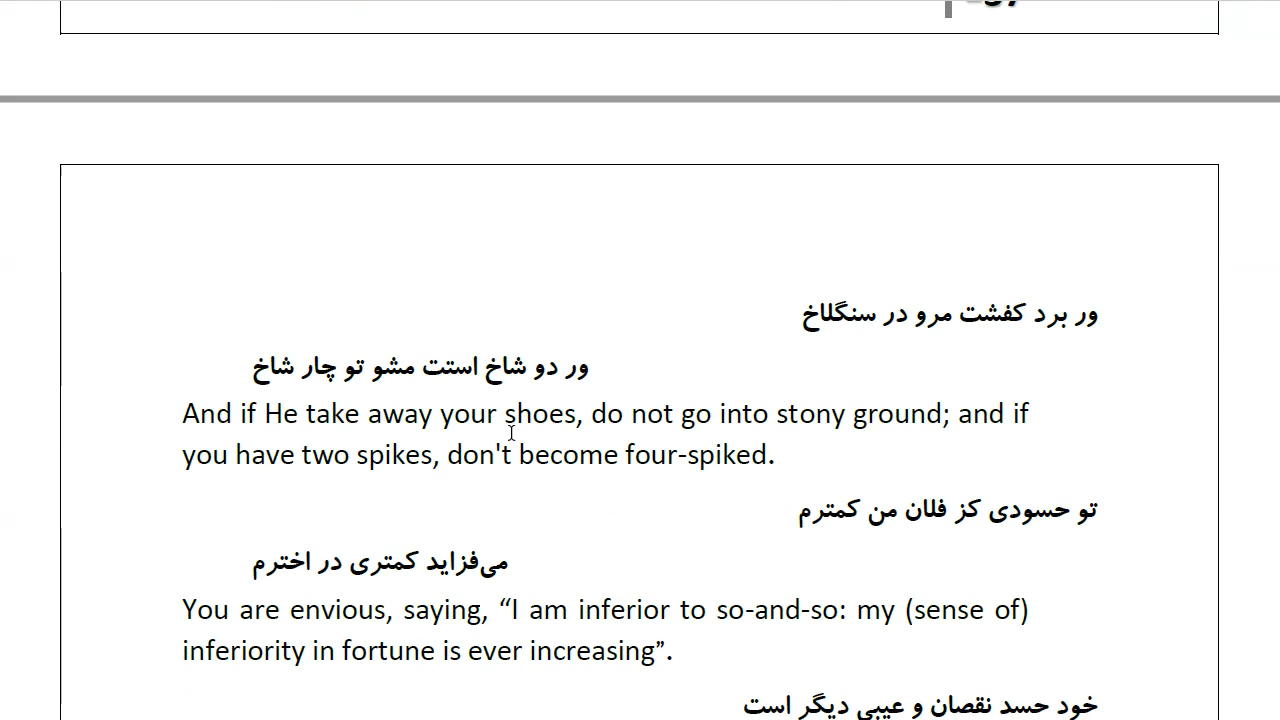 ور برد کفشت مرو در سنگلاخ
ور دو شاخ استت مشو تو چار شاخ
And if He take away your shoes, do not go into stony ground; and if
you have two spikes, don't become four-spiked.
تو حسودی کز فلان من کمترم
می‌فزاید کمتری در اخترم
You are envious, saying, “I am inferior to so-and-so: my (sense of)
inferiority in fortune is ever increasing”.
خود حسد نقصان و عیبی دیگر است